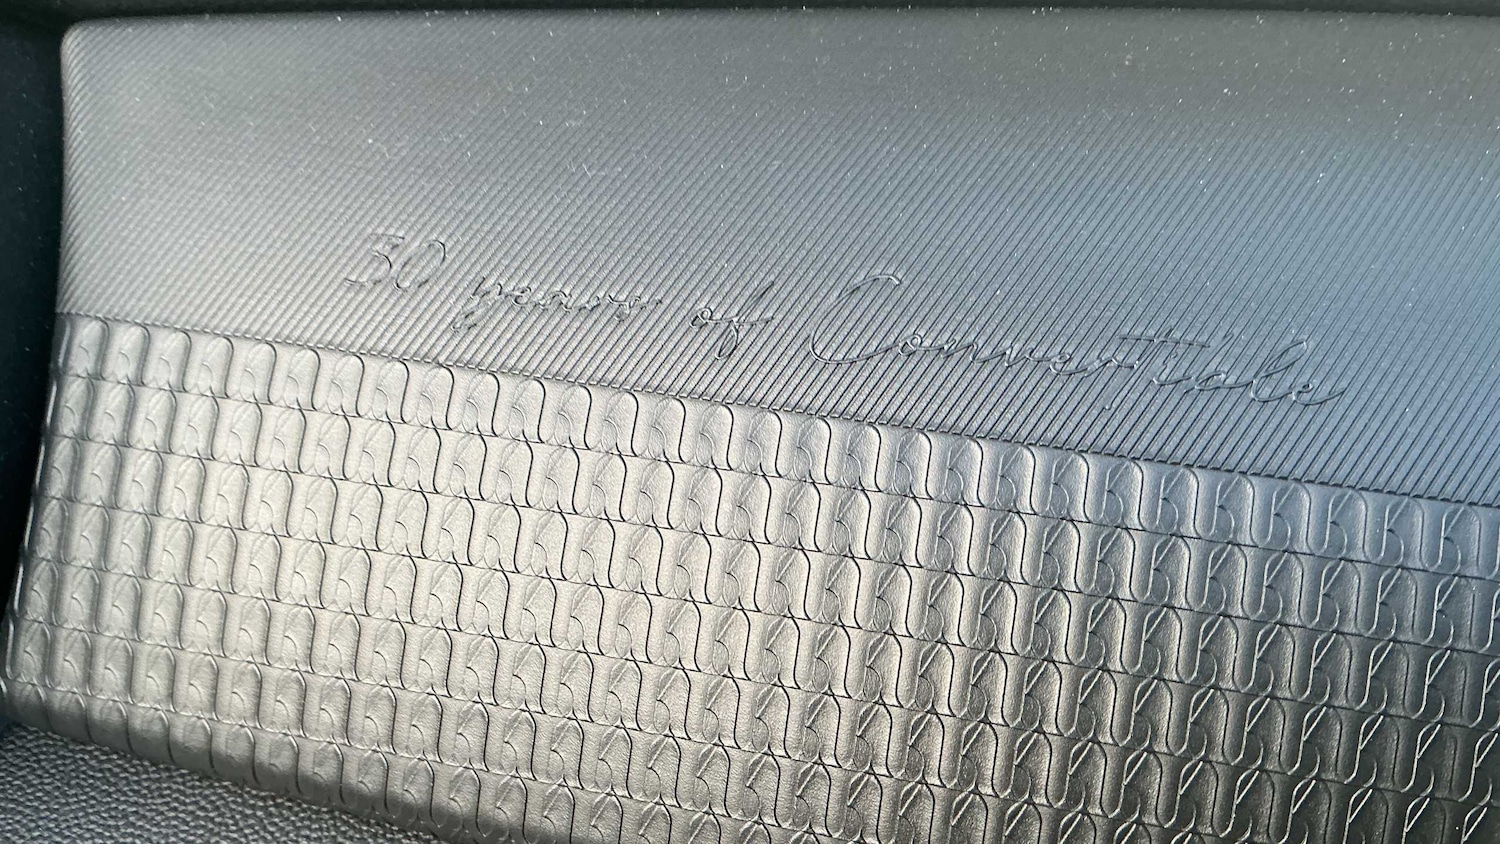 30 years of Convertible